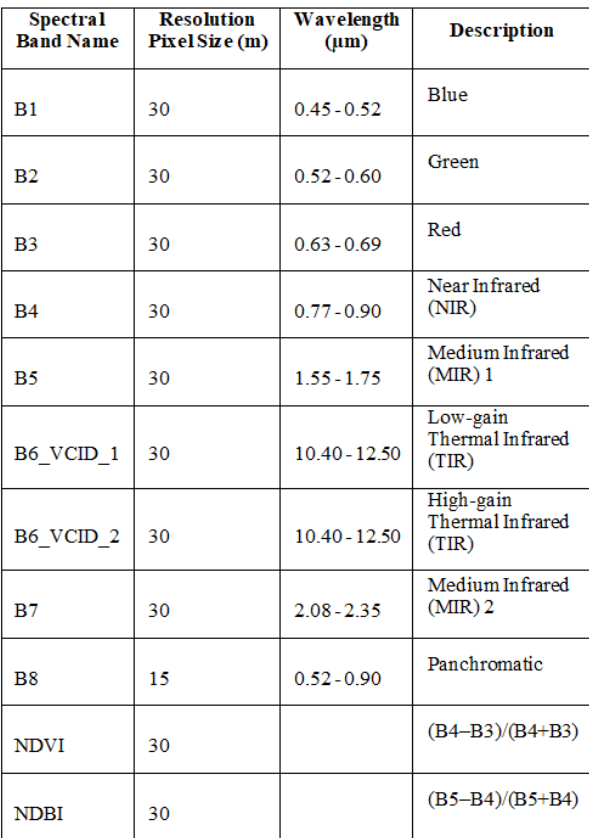 Spectral Band Name | Resolution Pixel Size (m) | Wavelength (µm) | Description
B1 | 30 | 0.45 - 0.52 | Blue
B2 | 30 | 0.52 - 0.60 | Green
B3 | 30 | 0.63 - 0.69 | Red
B4 | 30 | 0.77 - 0.90 | Near Infrared (NIR)
B5 | 30 | 1.55 - 1.75 | Medium Infrared (MIR) 1
B6_VCID_1 | 30 | 10.40 - 12.50 | Low-gain Thermal Infrared (TIR)
B6_VCID_2 | 30 | 10.40 - 12.50 | High-gain Thermal Infrared (TIR)
B7 | 30 | 2.08 - 2.35 | Medium Infrared (MIR) 2
B8 | 15 | 0.52 - 0.90 | Panchromatic
NDVI | 30 | | (B4–B3)/(B4+B3)
NDBI | 30 | | (B5–B4)/(B5+B4)